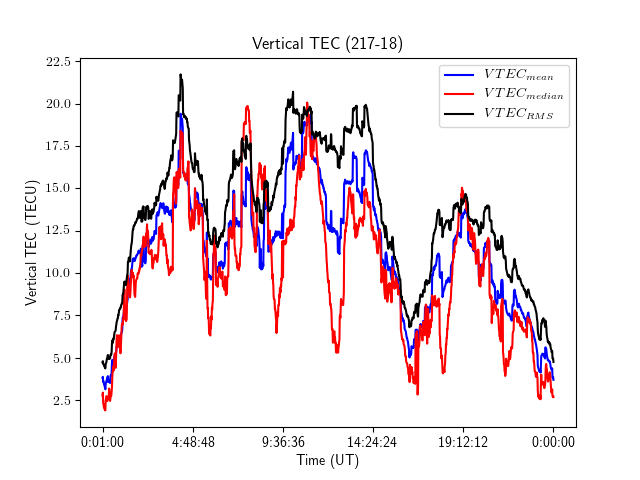 Vertical TEC (217-18)
22.5
20.0
17.5
15.0
12.5
10.0
7.5
5.0
2.5
Vertical TEC (TECU)
VTEC_mean
VTEC_median
VTEC_RMS
0:01:00 4:48:48 9:36:36 14:24:24 19:12:12 0:00:00
Time (UT)